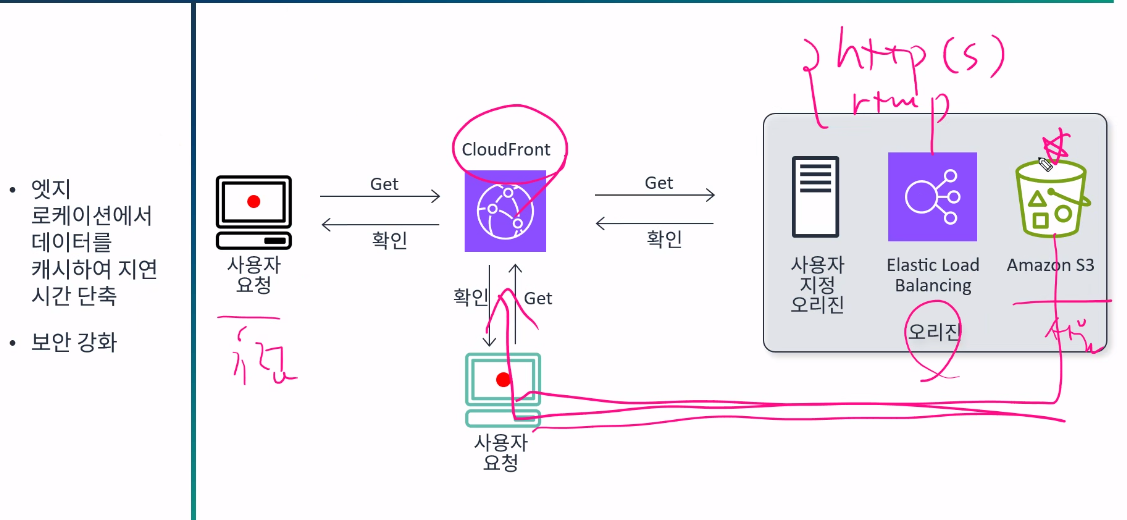 • 엣지
로케이션에서
데이터를
캐시하여 지연
시간 단축
• 보안 강화
CloudFront
Get
확인
사용자
요청
Get
확인
확인
Get
사용자
요청
http(s)
rtmp
사용자
지정
오리진
Elastic Load
Balancing
Amazon S3
오리진